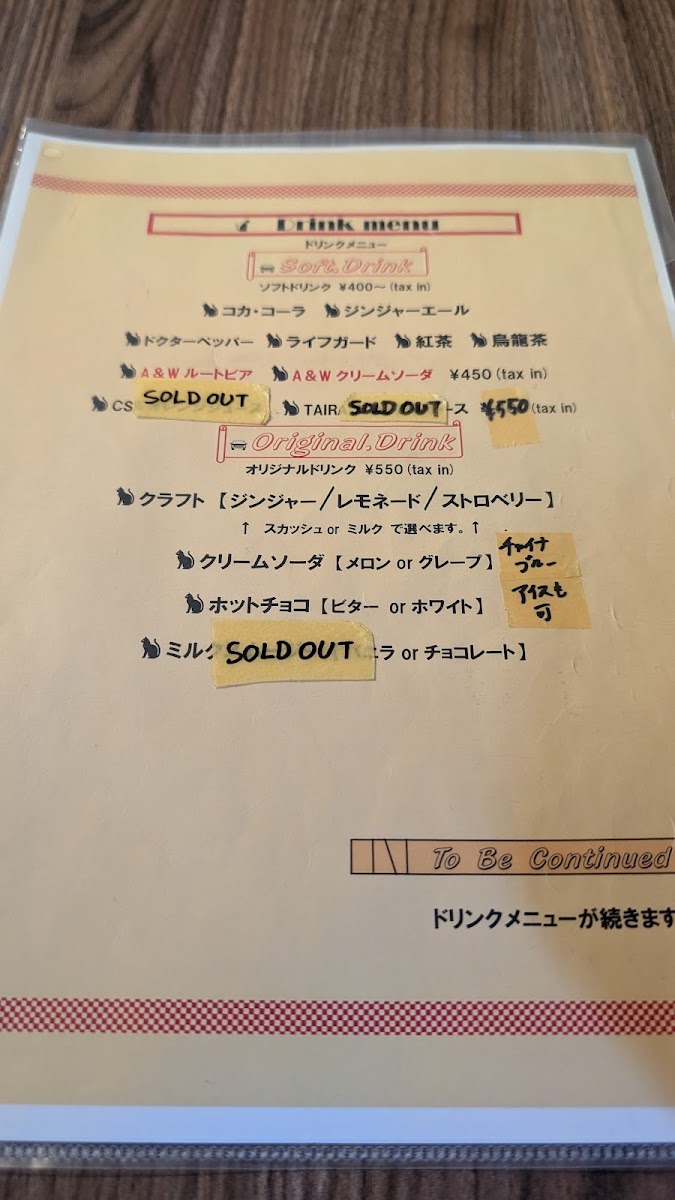 Drink menu
ドリンクメニュー
Soft.Drink
ソフトドリンク ¥400～(tax in)
コカ・コーラ ジンジャーエール
ドクターペッパー ライフガード 紅茶 烏龍茶
A&W ルートビア A&W クリームソーダ ¥450(tax in)
CS SOLD OUT TAIRA SOLD OUT ース ¥550(tax in)
Original.Drink
オリジナルドリンク ¥550(tax in)
クラフト【ジンジャー/レモネード/ストロベリー】
↑ スカッシュ or ミルク で選べます。↑
クリームソーダ【メロン or グレープ】 チャイナブルー
ホットチョコ【ビター or ホワイト】 アイスも可
ミルク SOLD OUT ニラ or チョコレート】
To Be Continued
ドリンクメニューが続きます